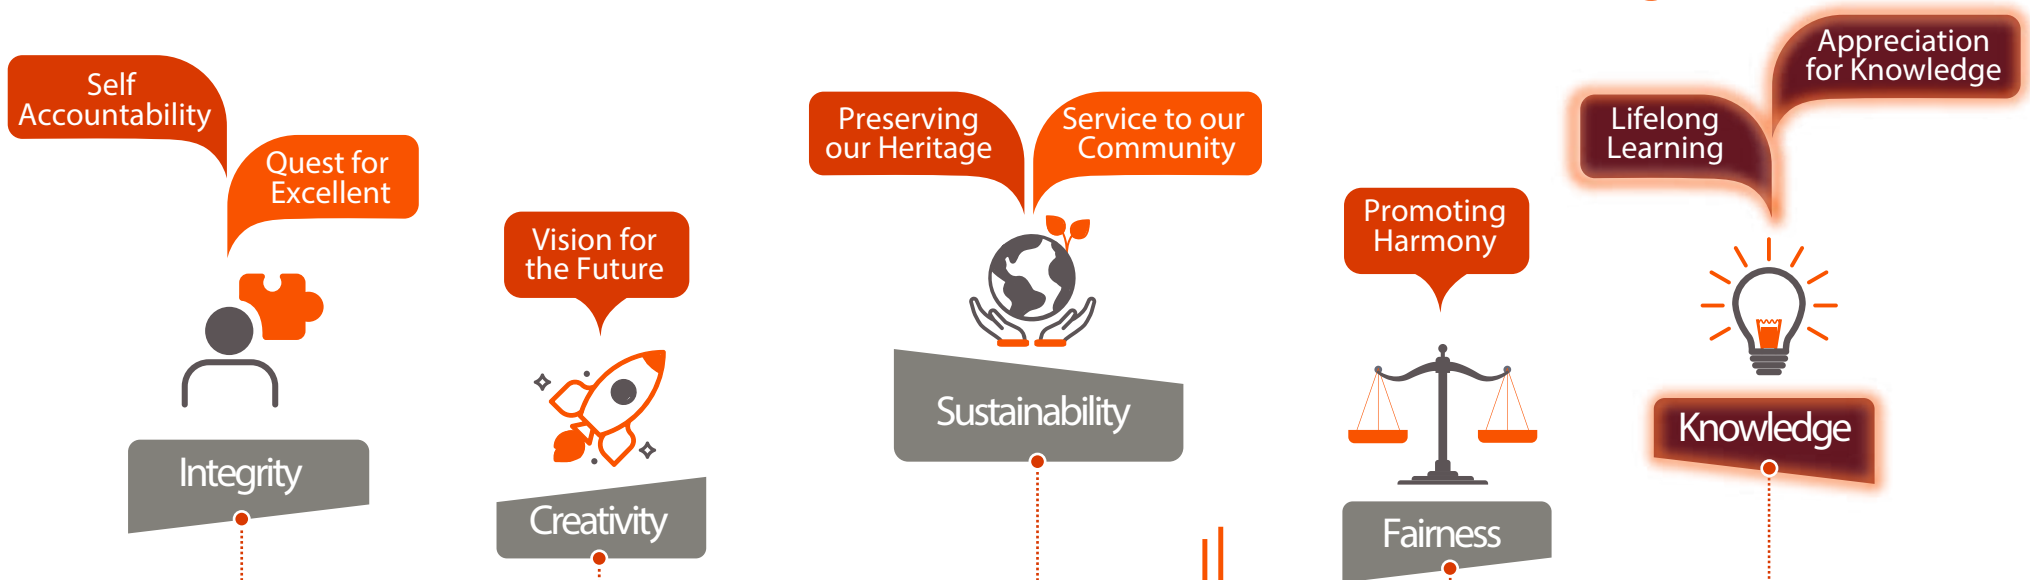 Self
Accountability
Quest for
Excellent
Integrity
Vision for
the Future
Creativity
Preserving
our Heritage
Service to our
Community
Sustainability
Promoting
Harmony
Fairness
Lifelong
Learning
Appreciation
for Knowledge
Knowledge